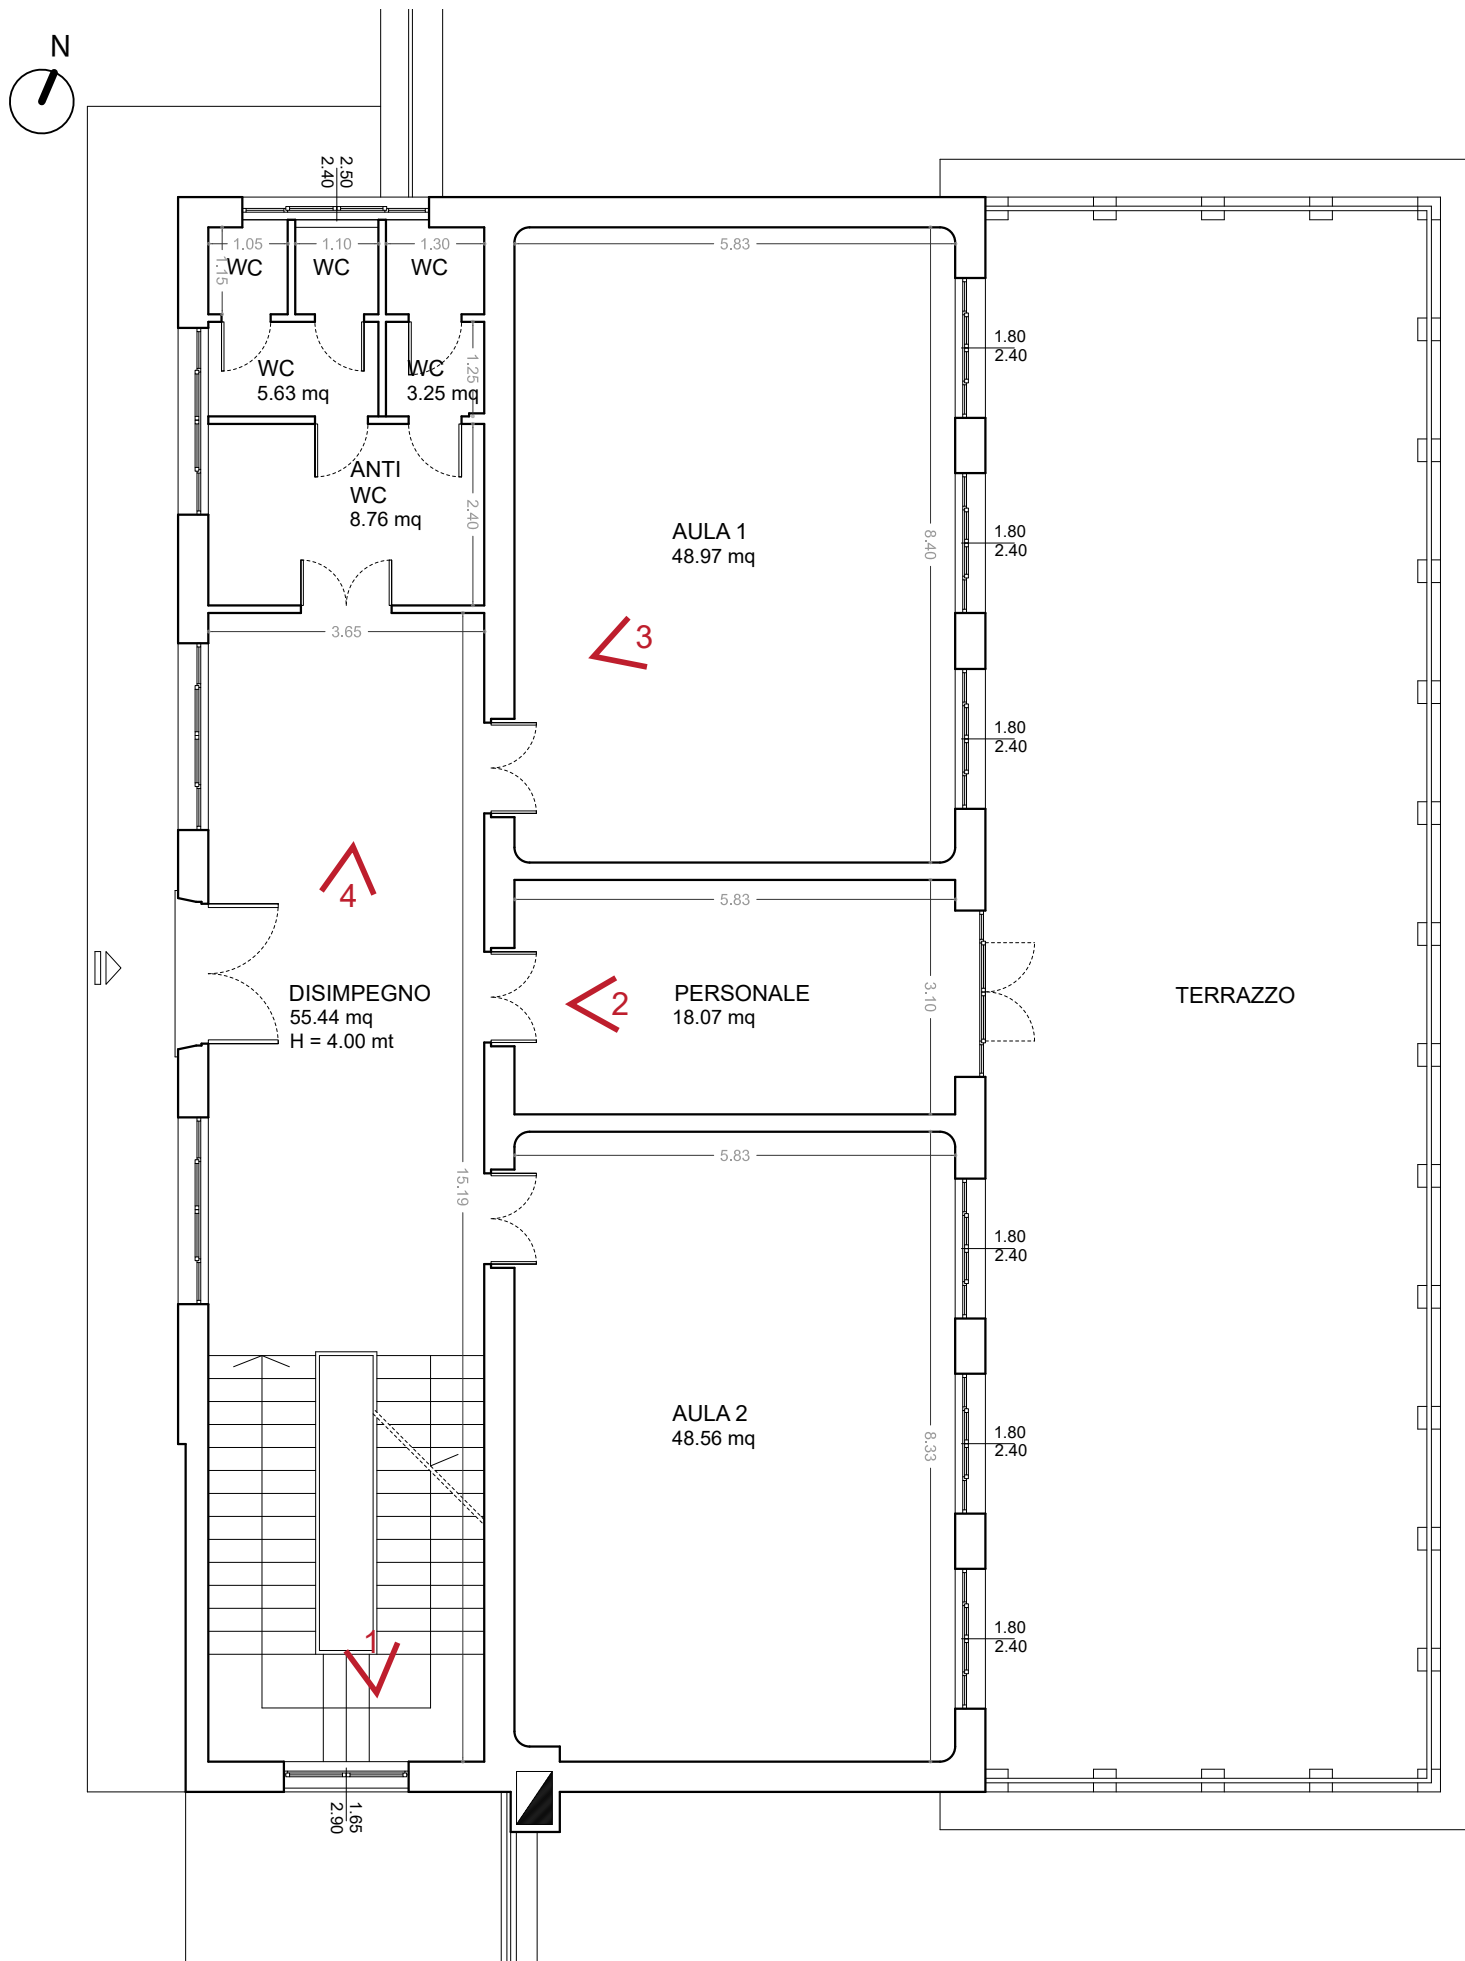 N
2.50
2.40
1.05
1.10
1.30
5.83
WC
WC
WC
1.15
1.80
2.40
WC
5.63 mq
WC
3.25 mq
1.25
ANTI
WC
8.76 mq
2.40
AULA 1
48.97 mq
8.40
1.80
2.40
3.65
3
1.80
2.40
4
5.83
DISIMPEGNO
55.44 mq
H = 4.00 mt
2
PERSONALE
18.07 mq
3.10
TERRAZZO
5.83
15.19
1.80
2.40
AULA 2
48.56 mq
8.33
1.80
2.40
1
1.80
2.40
1.65
2.90